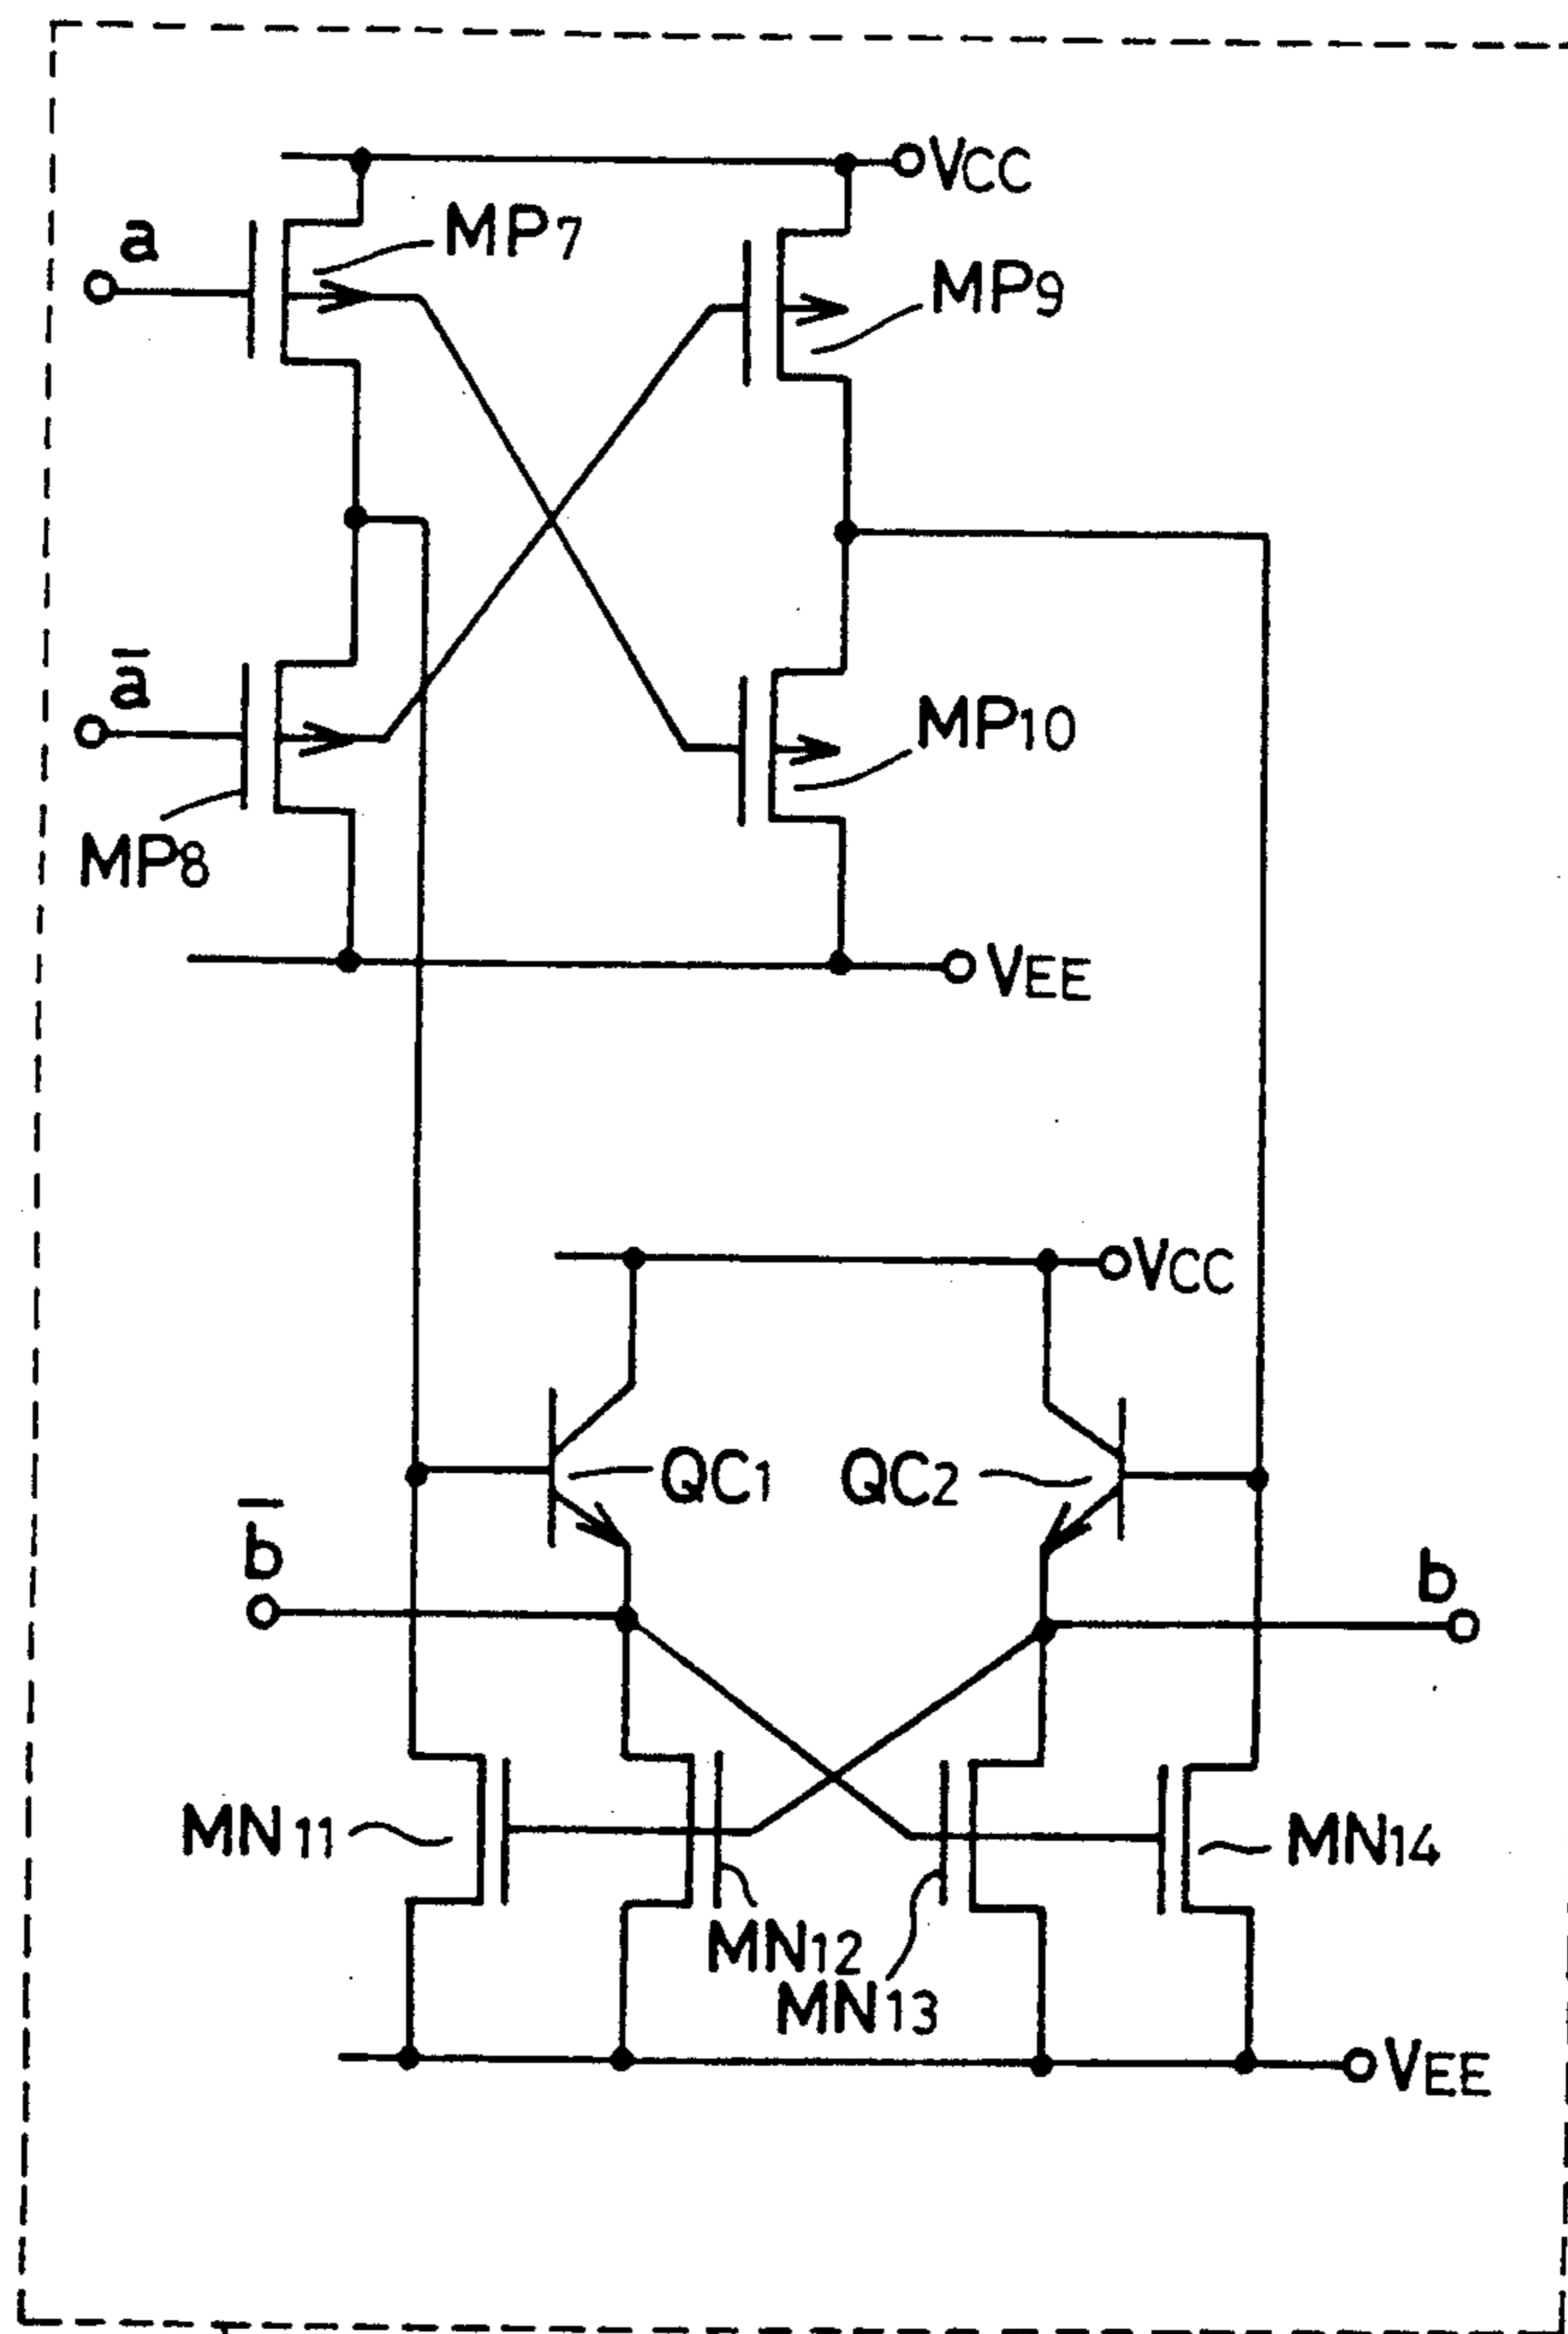 VCC
a
MP7
MP9
a̅
MP10
MP8
VEE
VCC
QC1
QC2
b̅
b
MN11
MN14
MN12
MN13
VEE